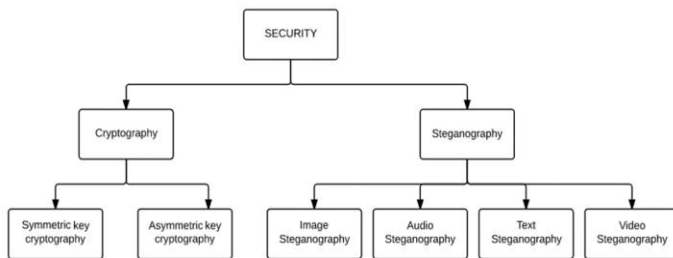 SECURITY
Cryptography
Steganography
Symmetric key
cryptography
Asymmetric key
cryptography
Image
Steganography
Audio
Steganography
Text
Steganography
Video
Steganography